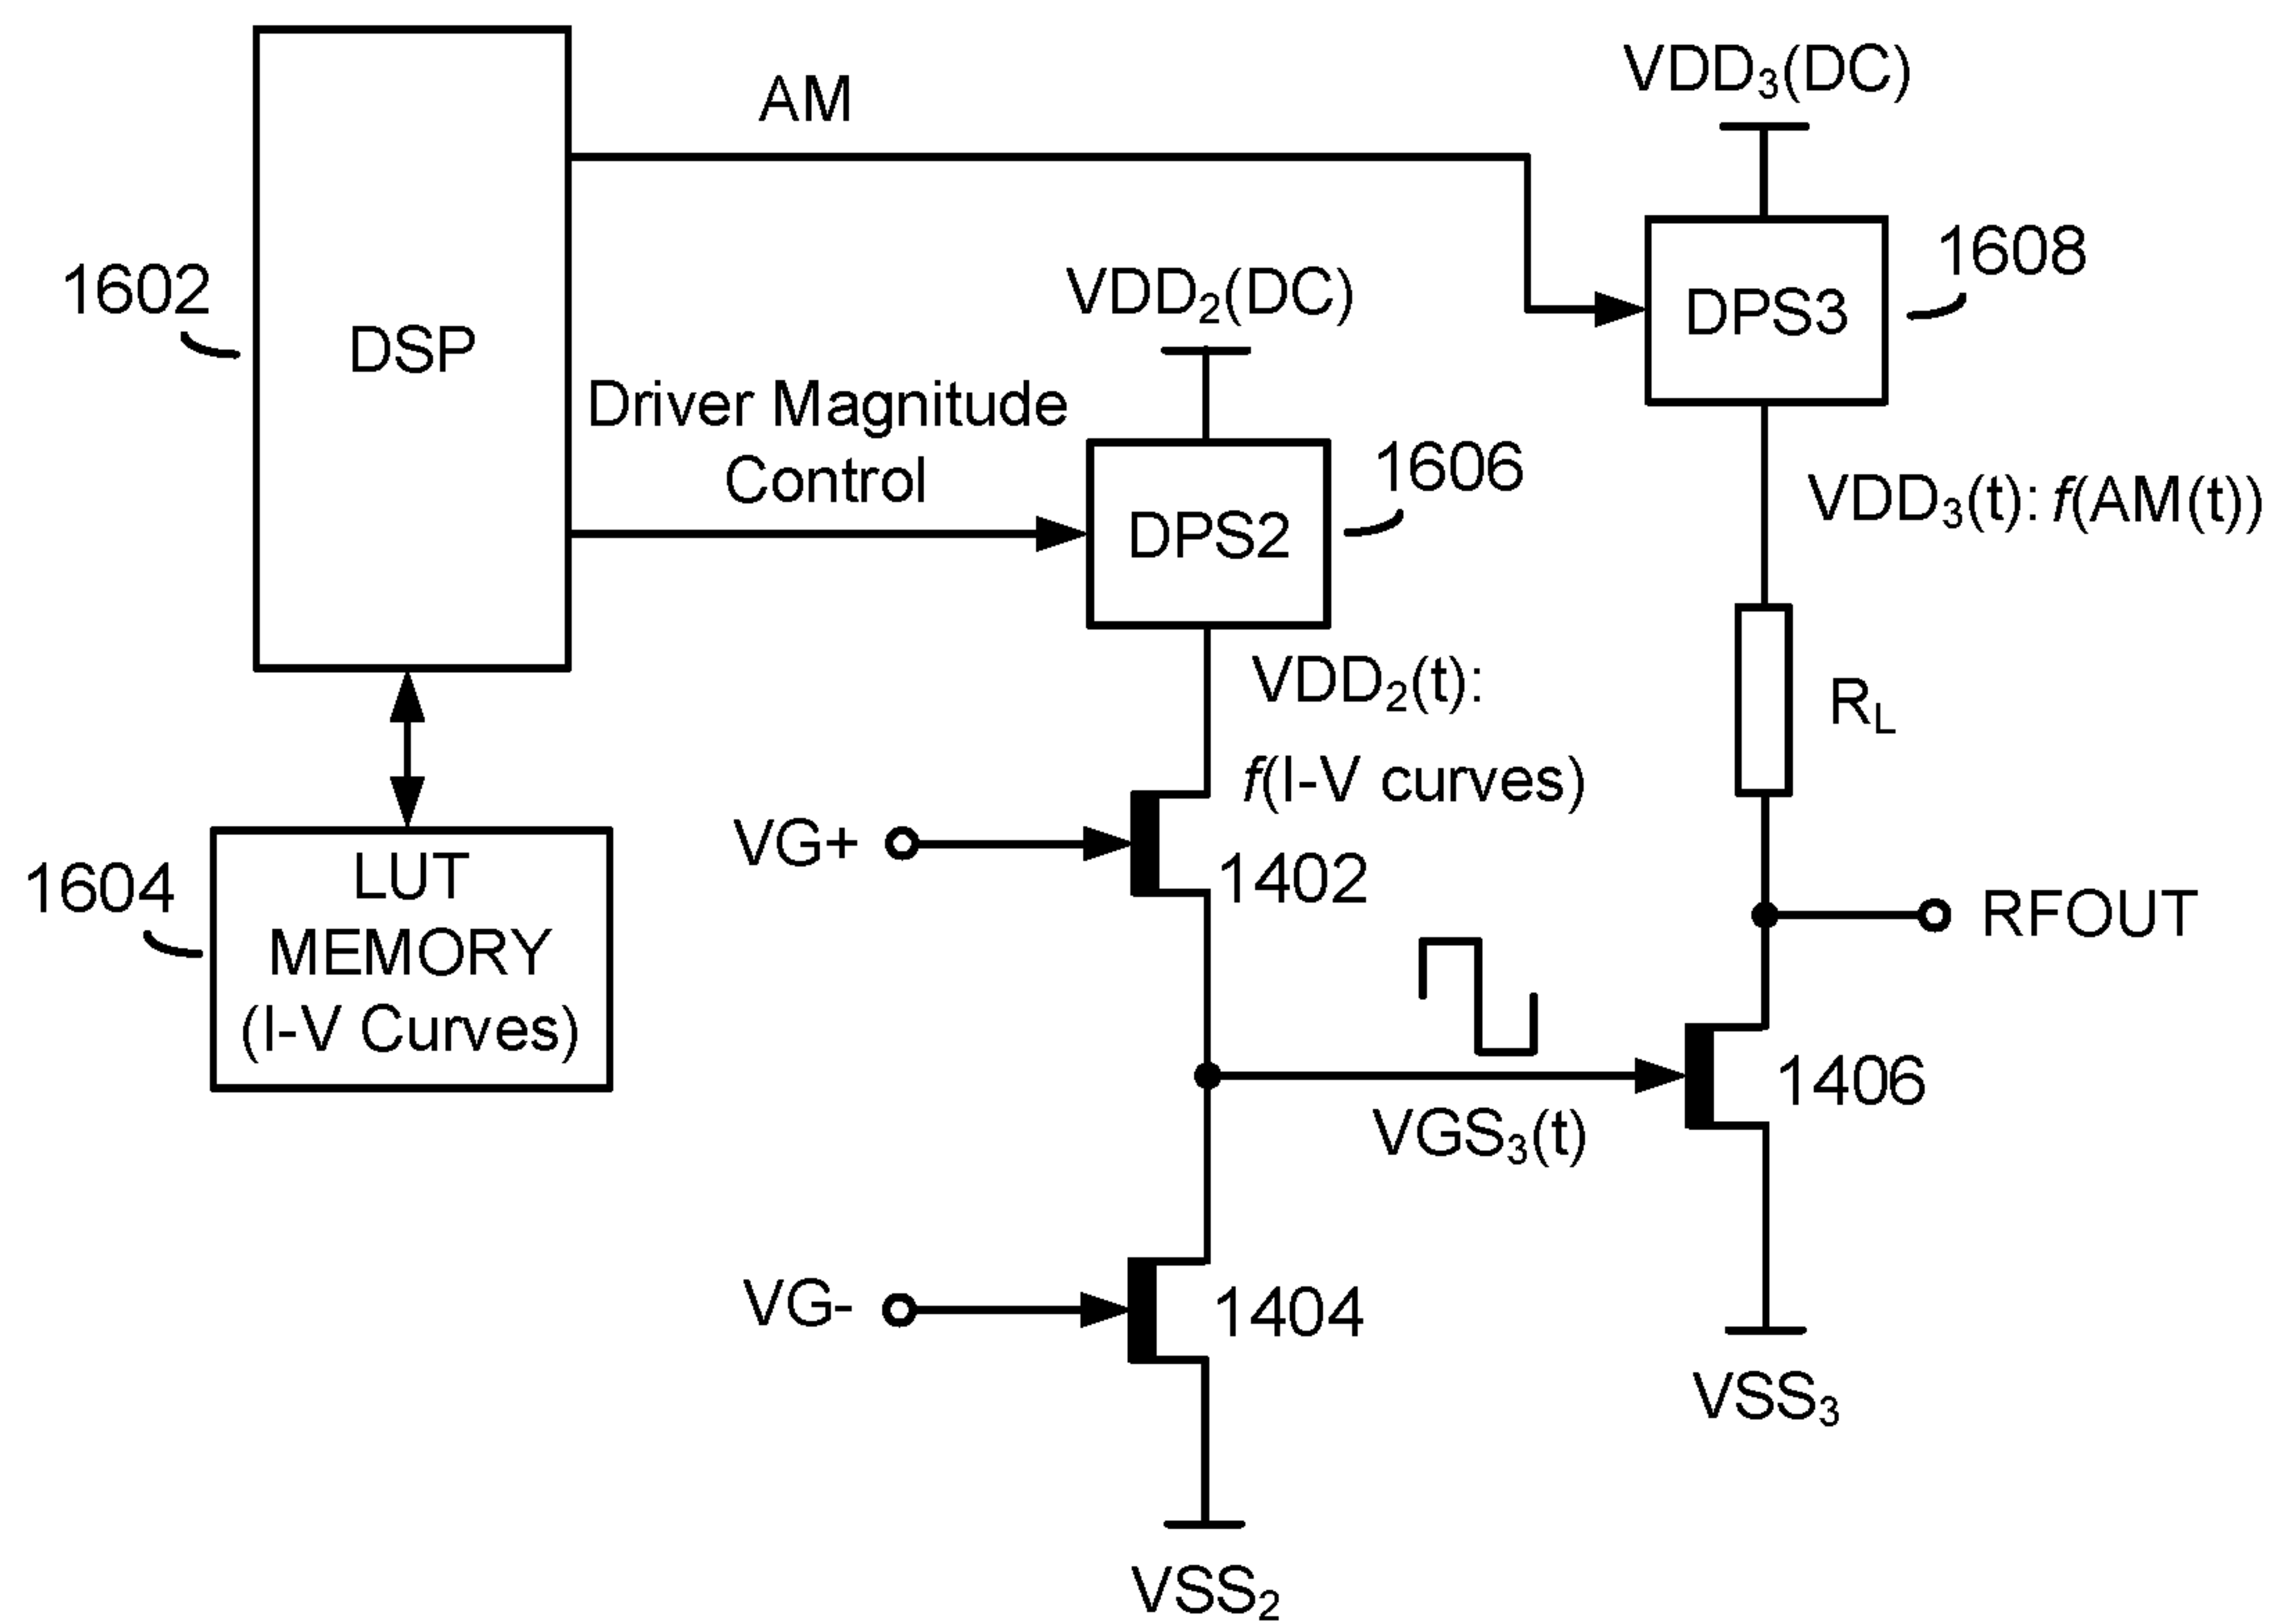 AM
VDD₃(DC)
1602
DSP
VDD₂(DC)
1608
DPS3
Driver Magnitude
Control
1606
DPS2
VDD₃(t): f(AM(t))
VDD₂(t):
f(I-V curves)
R_L
1604
LUT
MEMORY
(I-V Curves)
VG+
1402
RFOUT
VGS₃(t)
1406
VG-
1404
VSS₃
VSS₂